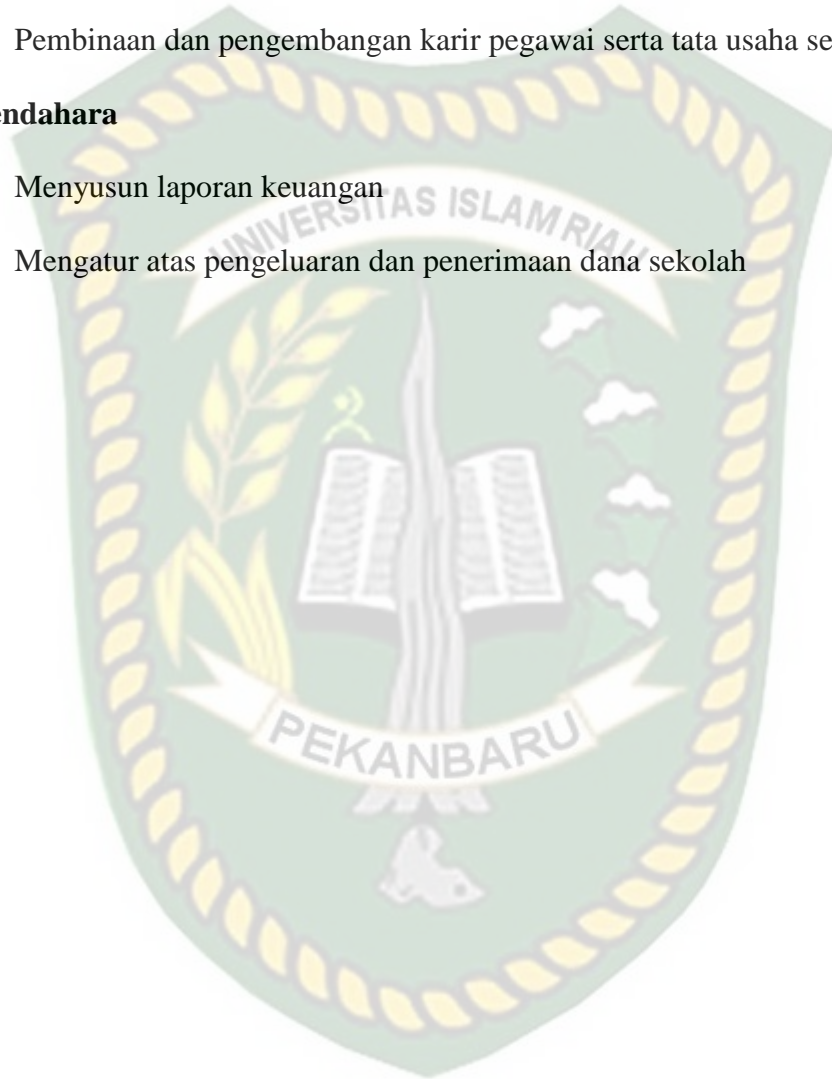 Pembinaan dan pengembangan karir pegawai serta tata usaha se
endahara
Menyusun laporan keuangan
UNIVERSITAS ISLAM RIAU
Mengatur atas pengeluaran dan penerimaan dana sekolah
PEKANBARU